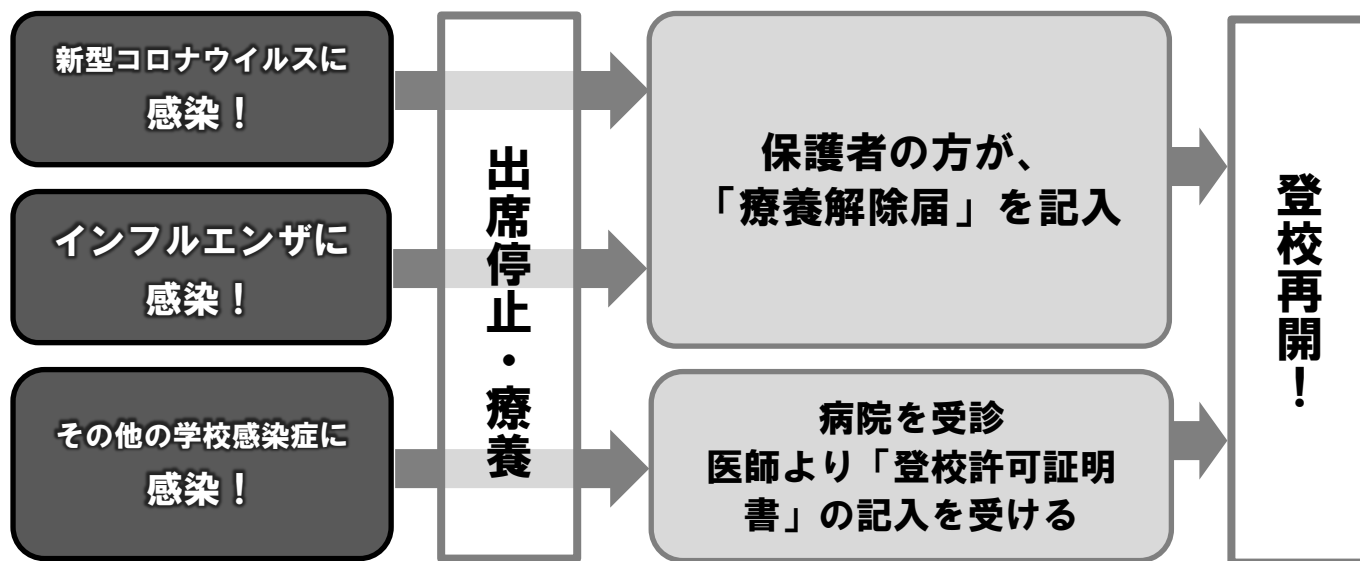 新型コロナウイルスに
感染！
インフルエンザに
感染！
その他の学校感染症に
感染！
出席停止・療養
保護者の方が、
「療養解除届」を記入
病院を受診
医師より「登校許可証明
書」の記入を受ける
登校再開！